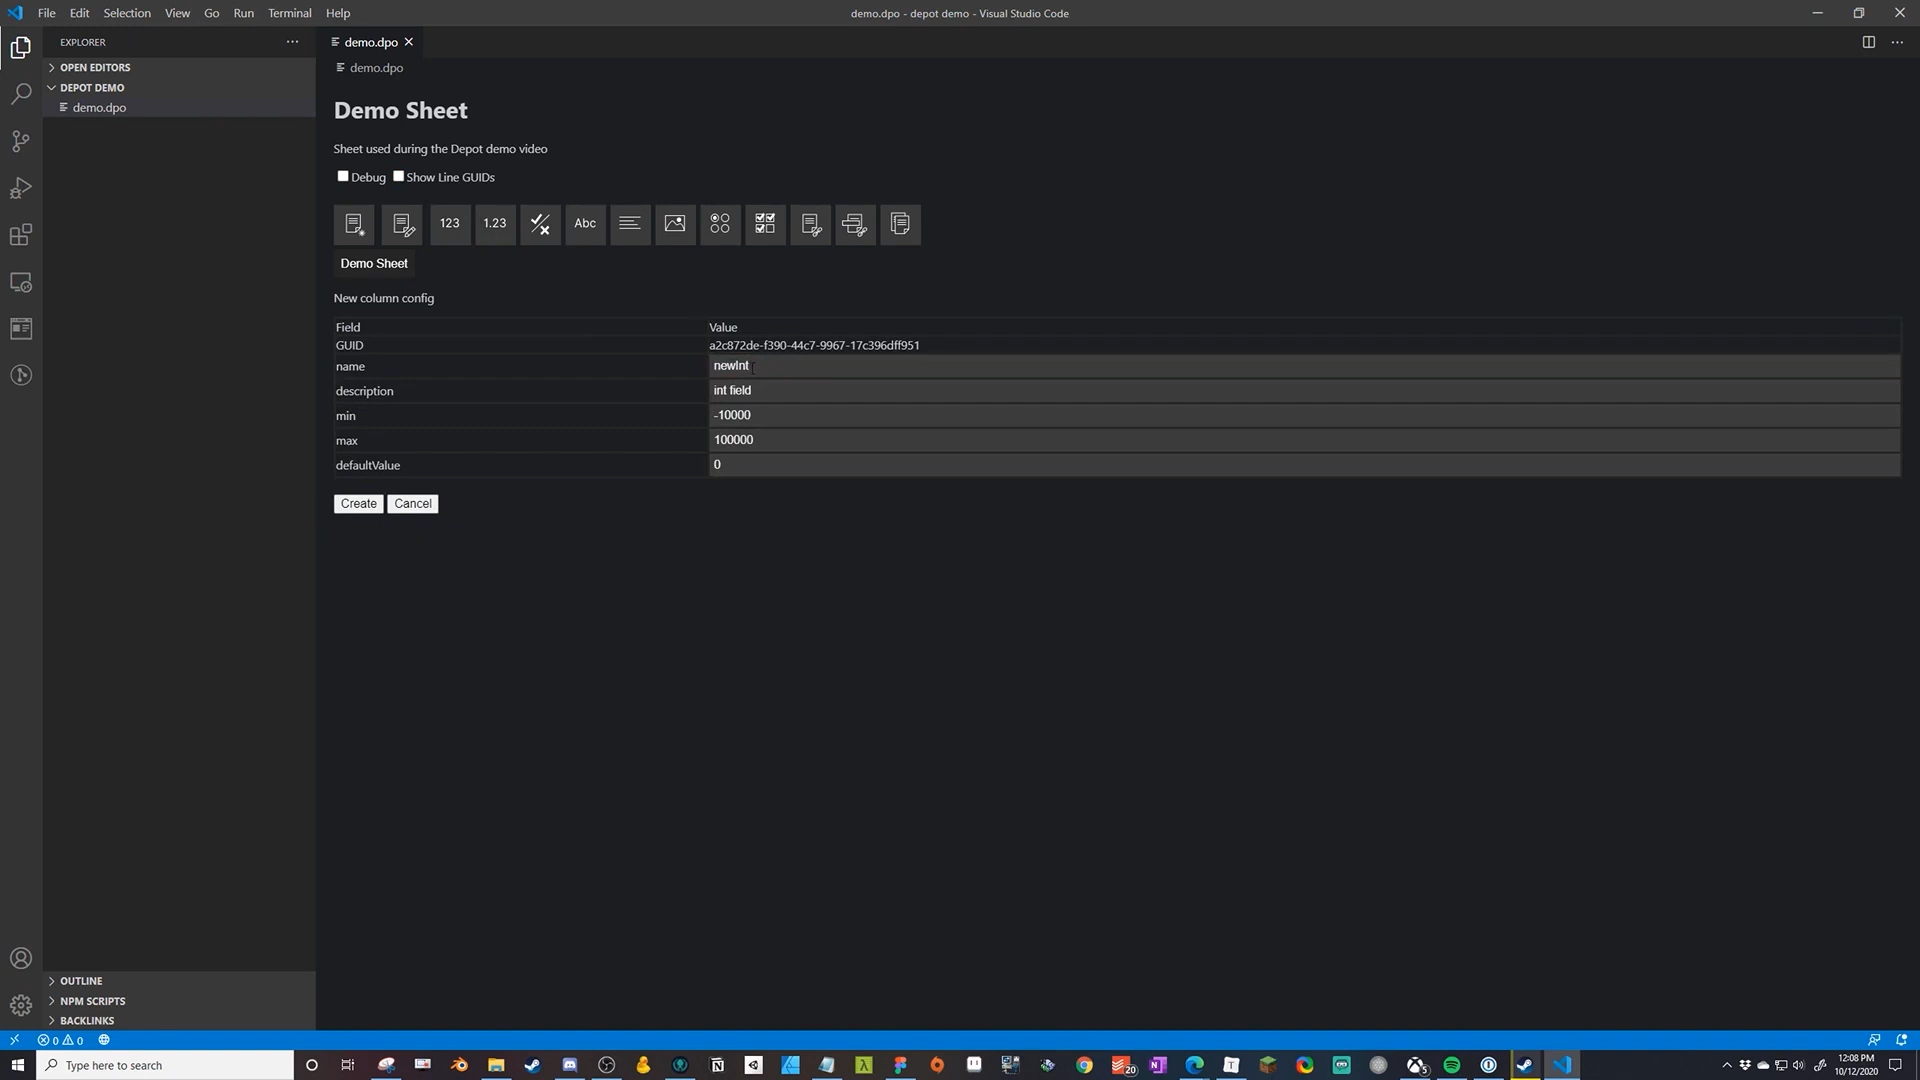 File Edit Selection View Go Run Terminal Help
demo.dpo - depot demo - Visual Studio Code
EXPLORER
OPEN EDITORS
DEPOT DEMO
demo.dpo
demo.dpo
demo.dpo
Demo Sheet
Sheet used during the Depot demo video
Debug Show Line GUIDs
123 1.23 Abc
Demo Sheet
New column config
Field Value
GUID a2c872de-f390-44c7-9967-17c396dff951
name newInt
description int field
min -10000
max 100000
defaultValue 0
Create Cancel
OUTLINE
NPM SCRIPTS
BACKLINKS
0 0
Type here to search
20
5
12:08 PM
10/12/2020